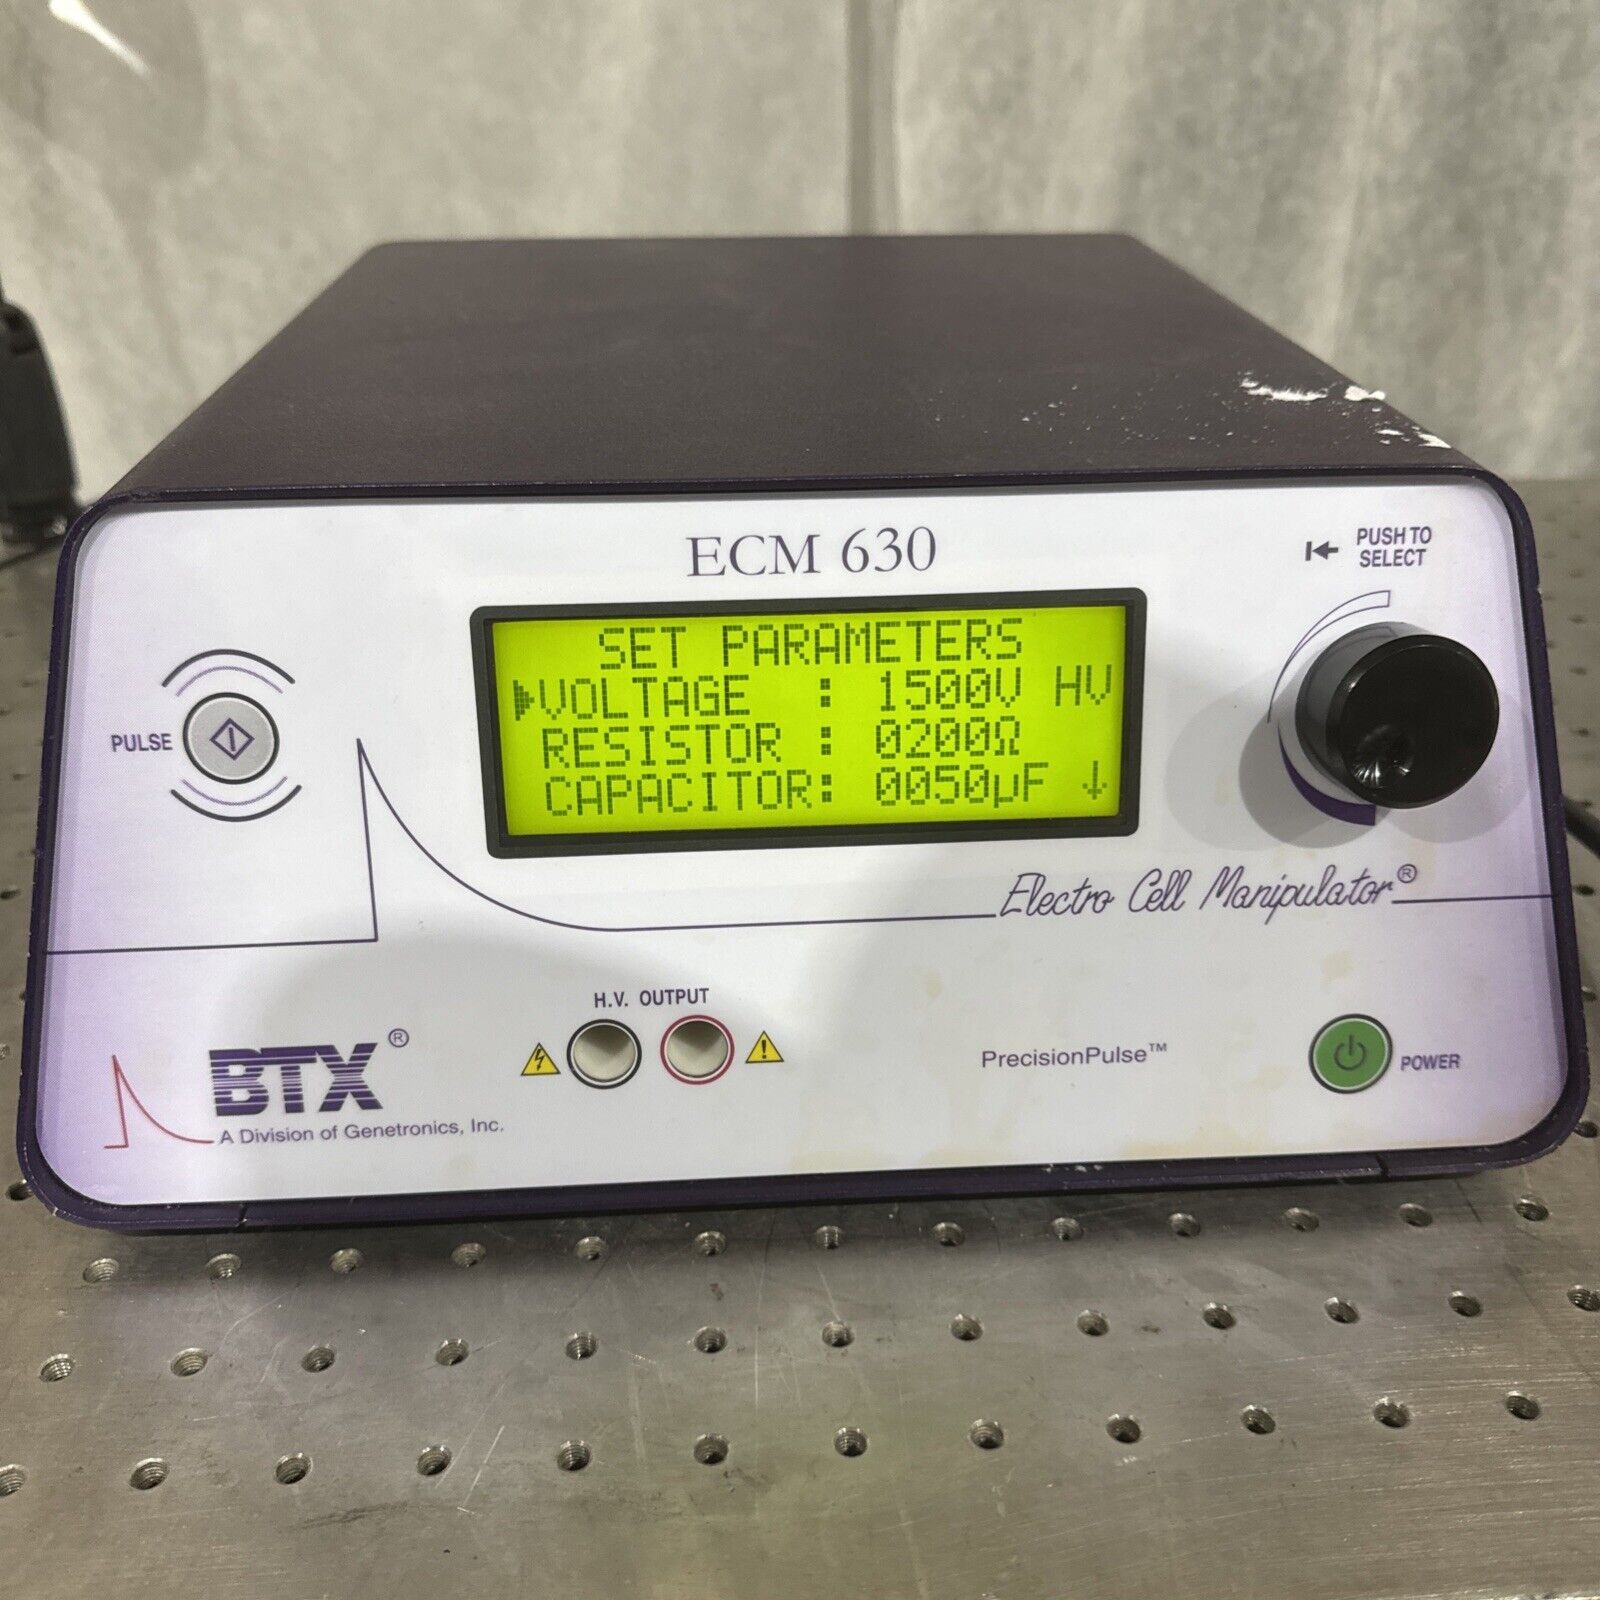 ECM 630
PUSH TO
SELECT
SET PARAMETERS
VOLTAGE : 1500V HV
RESISTOR : 0200Ω
CAPACITOR: 0050µF ↓
PULSE
Electro Cell Manipulator®
H.V. OUTPUT
BTX®
A Division of Genetronics, Inc.
PrecisionPulse™
POWER